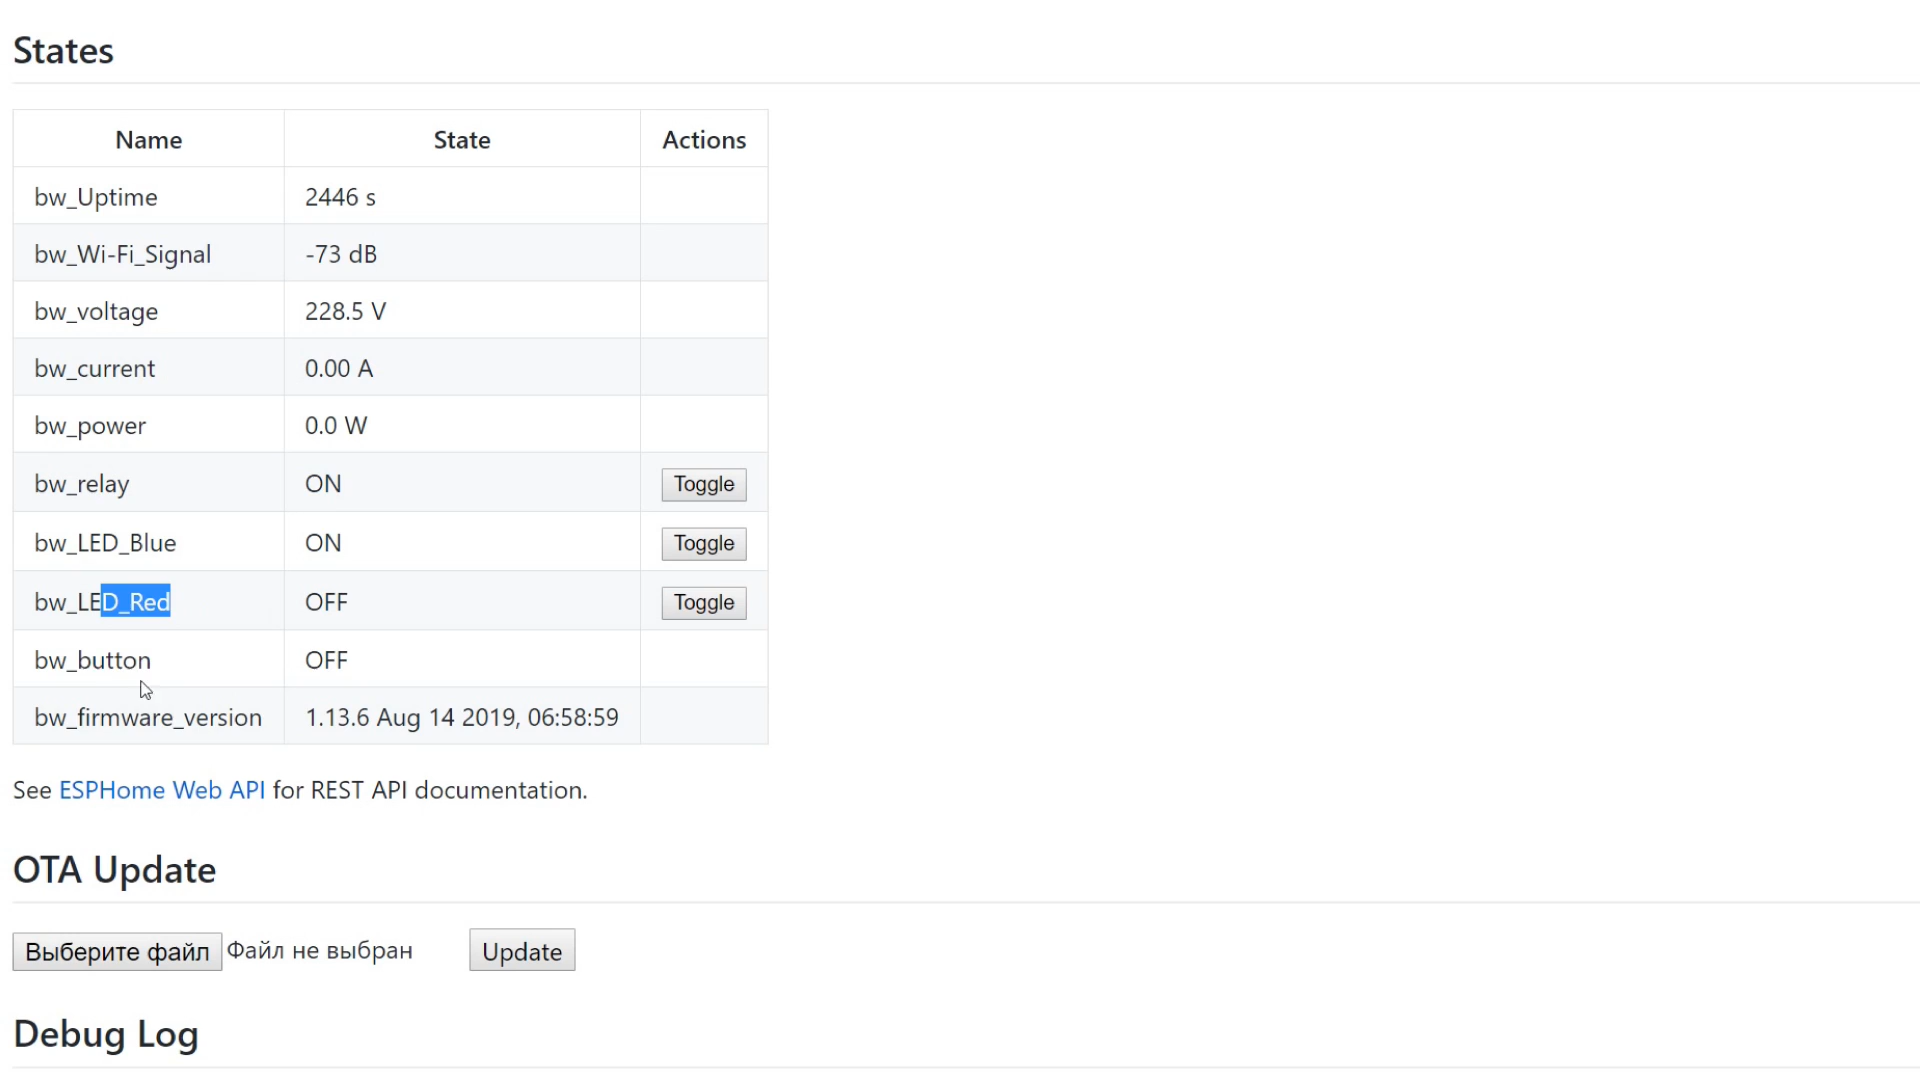 States
Name State Actions
bw_Uptime 2446 s
bw_Wi-Fi_Signal -73 dB
bw_voltage 228.5 V
bw_current 0.00 A
bw_power 0.0 W
bw_relay ON Toggle
bw_LED_Blue ON Toggle
bw_LED_Red OFF Toggle
bw_button OFF
bw_firmware_version 1.13.6 Aug 14 2019, 06:58:59
See ESPHome Web API for REST API documentation.
OTA Update
Выберите файл Файл не выбран Update
Debug Log